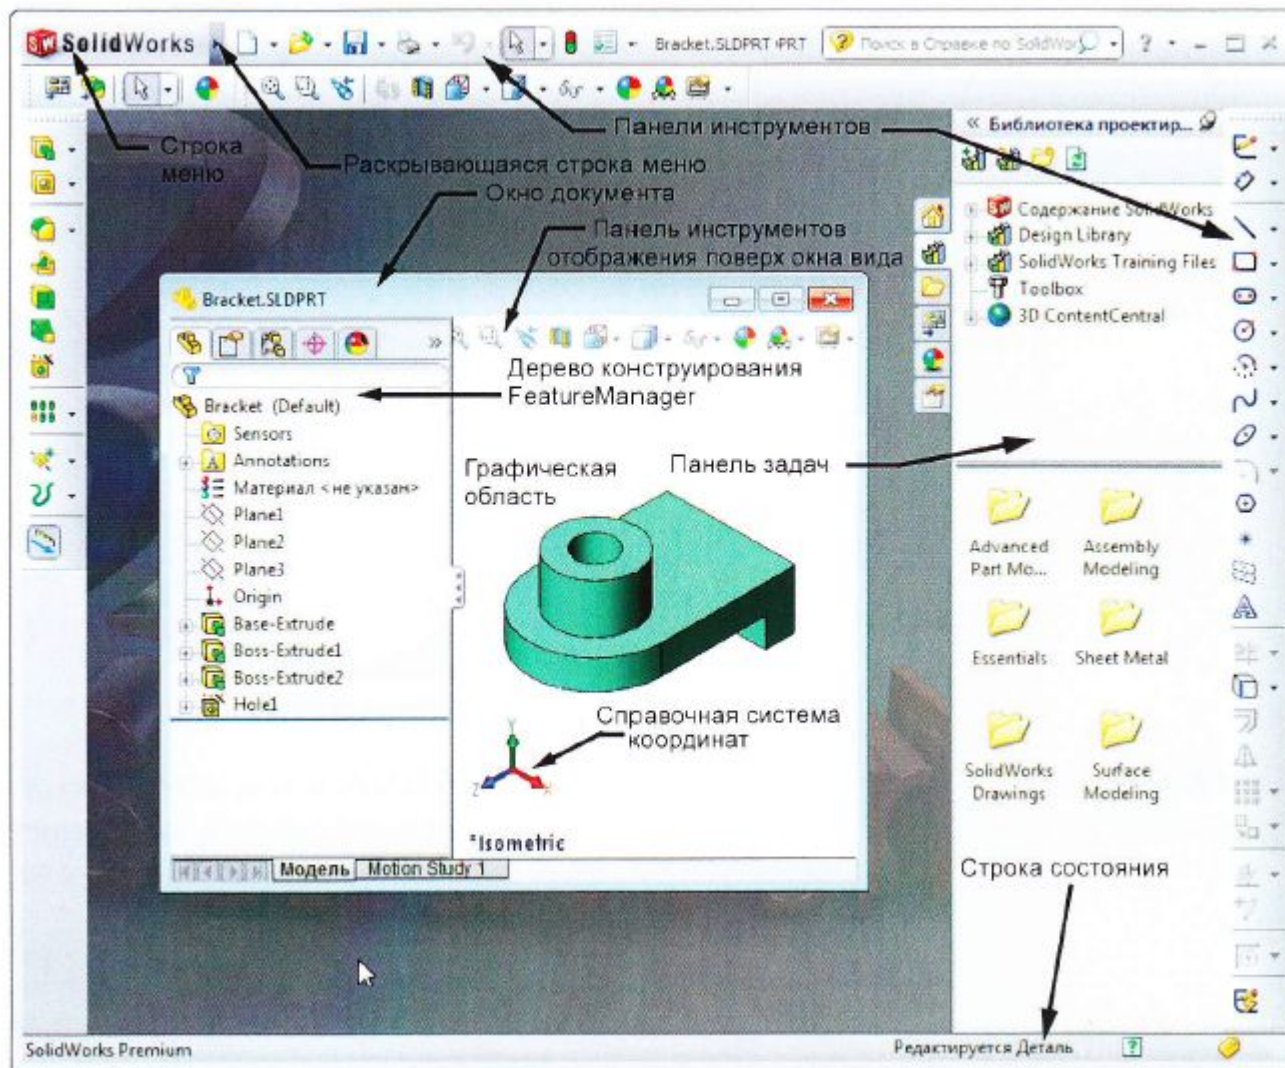 SolidWorks
Bracket.SLDPRT
Поиск в Справке по SolidWor
?
Панели инструментов
« Библиотека проектир...
Строка
меню
Раскрывающаяся строка меню
Окно документа
Панель инструментов
отображения поверх окна вида
Содержание SolidWorks
Design Library
SolidWorks Training Files
Toolbox
3D ContentCentral
Bracket.SLDPRT
»
Дерево конструирования
FeatureManager
Bracket (Default)
Sensors
Annotations
Материал <не указан>
Plane1
Plane2
Plane3
Origin
Base-Extrude
Boss-Extrude1
Boss-Extrude2
Hole1
Графическая
область
Панель задач
Advanced
Part Mo...
Assembly
Modeling
Essentials
Sheet Metal
SolidWorks
Drawings
Surface
Modeling
Справочная система
координат
Y
Z
X
*Isometric
Модель
Motion Study 1
Строка состояния
SolidWorks Premium
Редактируется Деталь
?